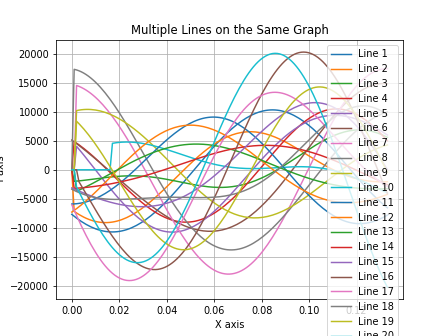 Multiple Lines on the Same Graph
20000
15000
10000
5000
0
−5000
−10000
−15000
−20000
0.00
0.02
0.04
0.06
0.08
0.10
X axis
Line 1
Line 2
Line 3
Line 4
Line 5
Line 6
Line 7
Line 8
Line 9
Line 10
Line 11
Line 12
Line 13
Line 14
Line 15
Line 16
Line 17
Line 18
Line 19
Line 20